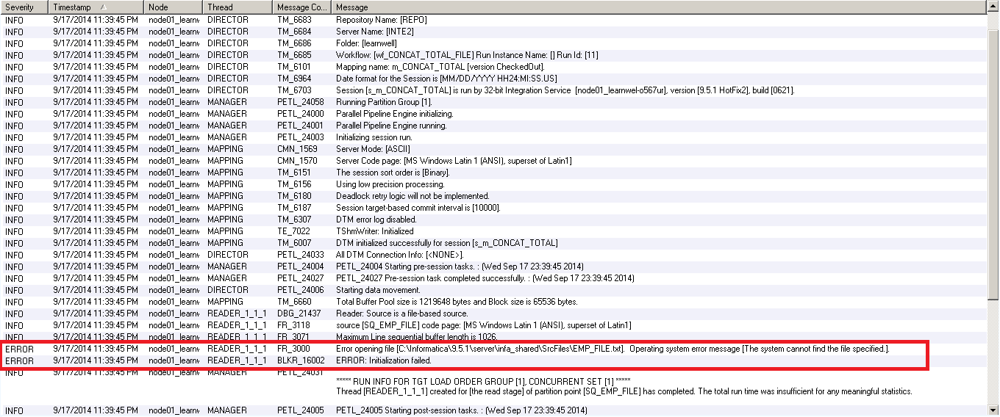 Severity Timestamp Node Thread Message Co... Message
INFO 9/17/2014 11:39:45 PM node01_learnw DIRECTOR TM_6683 Repository Name: [REPO]
INFO 9/17/2014 11:39:45 PM node01_learnw DIRECTOR TM_6684 Server Name: [INTE2]
INFO 9/17/2014 11:39:45 PM node01_learnw DIRECTOR TM_6686 Folder: [learnwell]
INFO 9/17/2014 11:39:45 PM node01_learnw DIRECTOR TM_6685 Workflow: [wf_CONCAT_TOTAL_FILE] Run Instance Name: [] Run Id: [11]
INFO 9/17/2014 11:39:45 PM node01_learnw DIRECTOR TM_6101 Mapping name: m_CONCAT_TOTAL [version CheckedOut].
INFO 9/17/2014 11:39:45 PM node01_learnw DIRECTOR TM_6964 Date format for the Session is [MM/DD/YYYY HH24:MI:SS.US]
INFO 9/17/2014 11:39:45 PM node01_learnw DIRECTOR TM_6703 Session [s_m_CONCAT_TOTAL] is run by 32-bit Integration Service [node01_learnwel-o567ur], version [9.5.1 HotFix2], build [0621].
INFO 9/17/2014 11:39:45 PM node01_learnw MANAGER PETL_24058 Running Partition Group [1].
INFO 9/17/2014 11:39:45 PM node01_learnw MANAGER PETL_24000 Parallel Pipeline Engine initializing.
INFO 9/17/2014 11:39:45 PM node01_learnw MANAGER PETL_24001 Parallel Pipeline Engine running.
INFO 9/17/2014 11:39:45 PM node01_learnw MANAGER PETL_24003 Initializing session run.
INFO 9/17/2014 11:39:45 PM node01_learnw MAPPING CMN_1569 Server Mode: [ASCII]
INFO 9/17/2014 11:39:45 PM node01_learnw MAPPING CMN_1570 Server Code page: [MS Windows Latin 1 (ANSI), superset of Latin1]
INFO 9/17/2014 11:39:45 PM node01_learnw MAPPING TM_6151 The session sort order is [Binary].
INFO 9/17/2014 11:39:45 PM node01_learnw MAPPING TM_6156 Using low precision processing.
INFO 9/17/2014 11:39:45 PM node01_learnw MAPPING TM_6180 Deadlock retry logic will not be implemented.
INFO 9/17/2014 11:39:45 PM node01_learnw MAPPING TM_6187 Session target-based commit interval is [10000].
INFO 9/17/2014 11:39:45 PM node01_learnw MAPPING TM_6307 DTM error log disabled.
INFO 9/17/2014 11:39:45 PM node01_learnw MAPPING TE_7022 TShmWriter: Initialized
INFO 9/17/2014 11:39:45 PM node01_learnw MAPPING TM_6007 DTM initialized successfully for session [s_m_CONCAT_TOTAL]
INFO 9/17/2014 11:39:45 PM node01_learnw DIRECTOR PETL_24033 All DTM Connection Info: [<NONE>].
INFO 9/17/2014 11:39:45 PM node01_learnw MANAGER PETL_24004 PETL_24004 Starting pre-session tasks. : (Wed Sep 17 23:39:45 2014)
INFO 9/17/2014 11:39:45 PM node01_learnw MANAGER PETL_24027 PETL_24027 Pre-session task completed successfully. : (Wed Sep 17 23:39:45 2014)
INFO 9/17/2014 11:39:45 PM node01_learnw DIRECTOR PETL_24006 Starting data movement.
INFO 9/17/2014 11:39:45 PM node01_learnw MAPPING TM_6660 Total Buffer Pool size is 1219648 bytes and Block size is 65536 bytes.
INFO 9/17/2014 11:39:45 PM node01_learnw READER_1_1_1 DBG_21437 Reader: Source is a file-based source.
INFO 9/17/2014 11:39:45 PM node01_learnw READER_1_1_1 FR_3118 source [SQ_EMP_FILE] code page: [MS Windows Latin 1 (ANSI), superset of Latin1]
INFO 9/17/2014 11:39:45 PM node01_learnw READER_1_1_1 FR_3071 Maximum Line sequential buffer length is 1026.
ERROR 9/17/2014 11:39:45 PM node01_learnw READER_1_1_1 FR_3000 Error opening file [C:\Informatica\9.5.1\server\infa_shared\SrcFiles\EMP_FILE.txt]. Operating system error message [The system cannot find the file specified.].
ERROR 9/17/2014 11:39:45 PM node01_learnw READER_1_1_1 BLKR_16002 ERROR: Initialization failed.
INFO 9/17/2014 11:39:45 PM node01_learnw MANAGER PETL_24031
***** RUN INFO FOR TGT LOAD ORDER GROUP [1], CONCURRENT SET [1] *****
Thread [READER_1_1_1] created for [the read stage] of partition point [SQ_EMP_FILE] has completed. The total run time was insufficient for any meaningful statistics.
INFO 9/17/2014 11:39:45 PM node01_learnw MANAGER PETL_24005 PETL_24005 Starting post-session tasks. : (Wed Sep 17 23:39:45 2014)